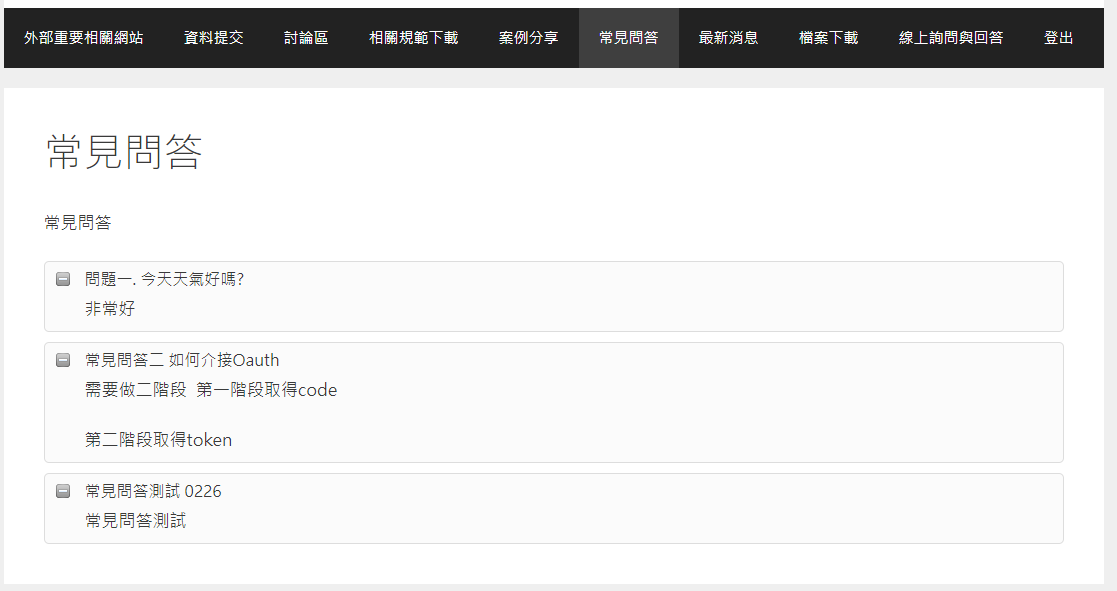 外部重要相關網站 資料提交 討論區 相關規範下載 案例分享 常見問答 最新消息 檔案下載 線上詢問與回答 登出
常見問答
常見問答
問題一. 今天天氣好嗎?
非常好
常見問答二 如何介接Oauth
需要做二階段 第一階段取得code
第二階段取得token
常見問答測試 0226
常見問答測試